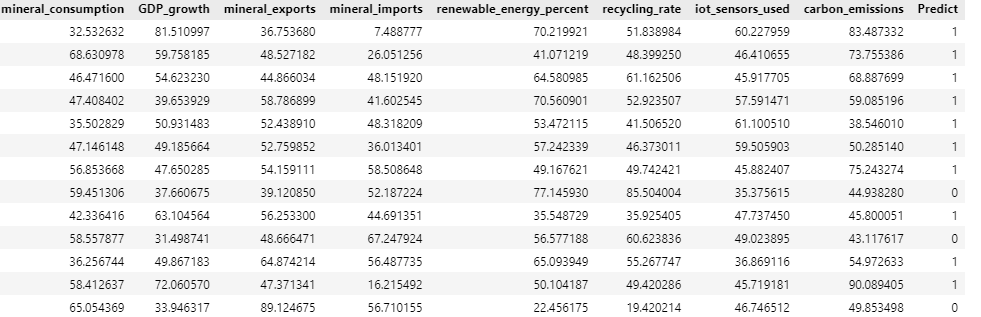 mineral_consumption GDP_growth mineral_exports mineral_imports renewable_energy_percent recycling_rate iot_sensors_used carbon_emissions Predict
32.532632 81.510997 36.753680 7.488777 70.219921 51.838984 60.227959 83.487332 1
68.630978 59.758185 48.527182 26.051256 41.071219 48.399250 46.410655 73.755386 1
46.471600 54.623230 44.866034 48.151920 64.580985 61.162506 45.917705 68.887699 1
47.408402 39.653929 58.786899 41.602545 70.560901 52.923507 57.591471 59.085196 1
35.502829 50.931483 52.438910 48.318209 53.472115 41.506520 61.100510 38.546010 1
47.146148 49.185664 52.759852 36.013401 57.242339 46.373011 59.505903 50.285140 1
56.853668 47.650285 54.159111 58.508648 49.167621 49.742421 45.882407 75.243274 1
59.451306 37.660675 39.120850 52.187224 77.145930 85.504004 35.375615 44.938280 0
42.336416 63.104564 56.253300 44.691351 35.548729 35.925405 47.737450 45.800051 1
58.557877 31.498741 48.666471 67.247924 56.577188 60.623836 49.023895 43.117617 0
36.256744 49.867183 64.874214 56.487735 65.093949 55.267747 36.869116 54.972633 1
58.412637 72.060570 47.371341 16.215492 50.104187 49.420286 45.719181 90.089405 1
65.054369 33.946317 89.124675 56.710155 22.456175 19.420214 46.746512 49.853498 0